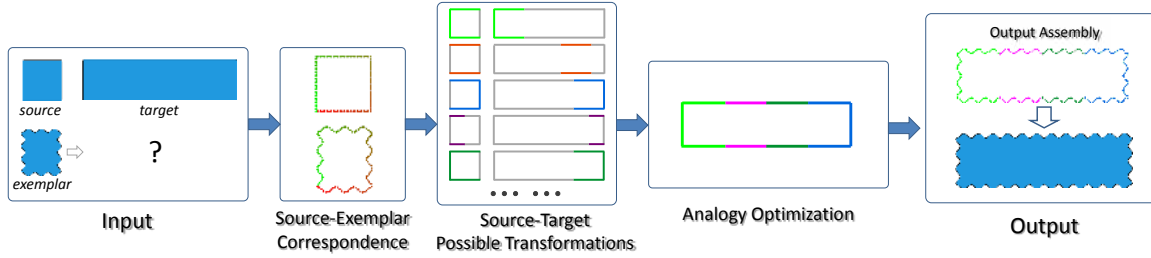 source
target
exemplar
?
Input
Source-Exemplar
Correspondence
Source-Target
Possible Transformations
Analogy Optimization
Output Assembly
Output